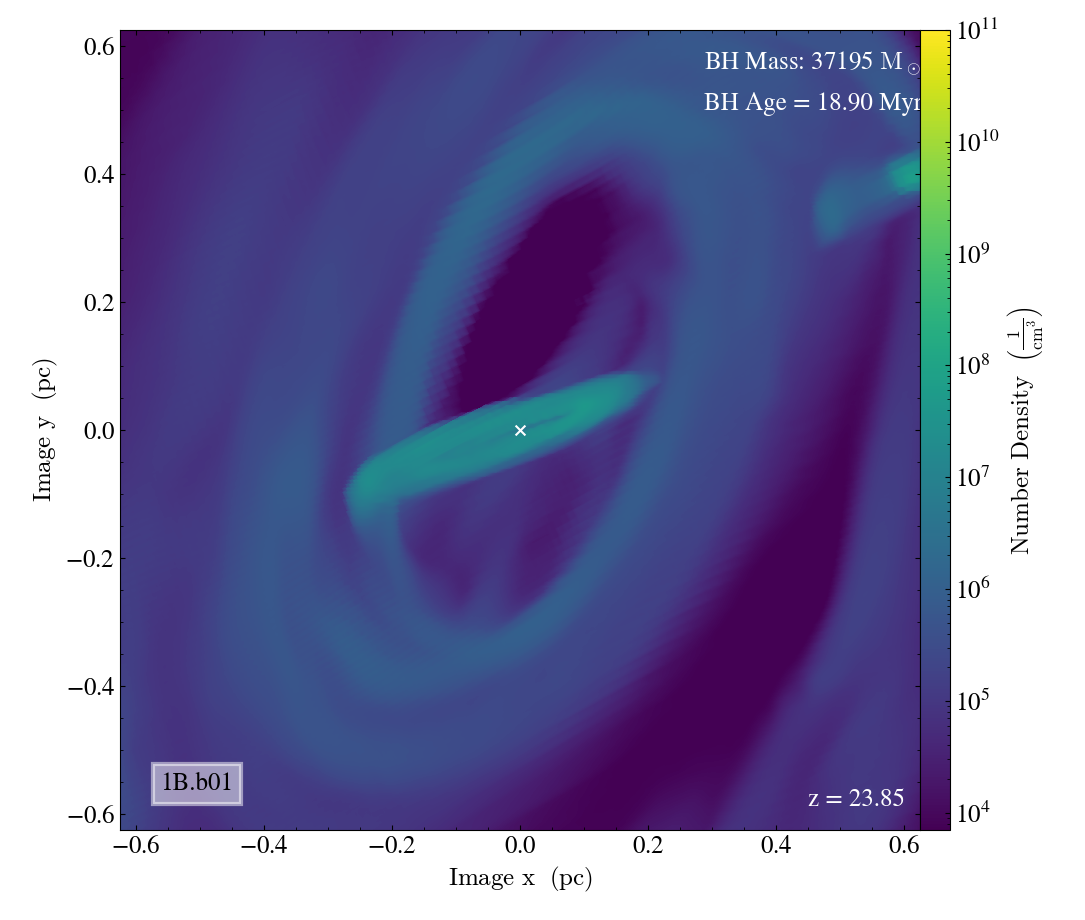 BH Mass: 37195 M☉
BH Age = 18.90 Myr
1B.b01
z = 23.85
0.6
0.4
0.2
0.0
−0.2
−0.4
−0.6
Image y (pc)
−0.6 −0.4 −0.2 0.0 0.2 0.4 0.6
Image x (pc)
10¹¹
10¹⁰
10⁹
10⁸
10⁷
10⁶
10⁵
10⁴
Number Density (1/cm³)